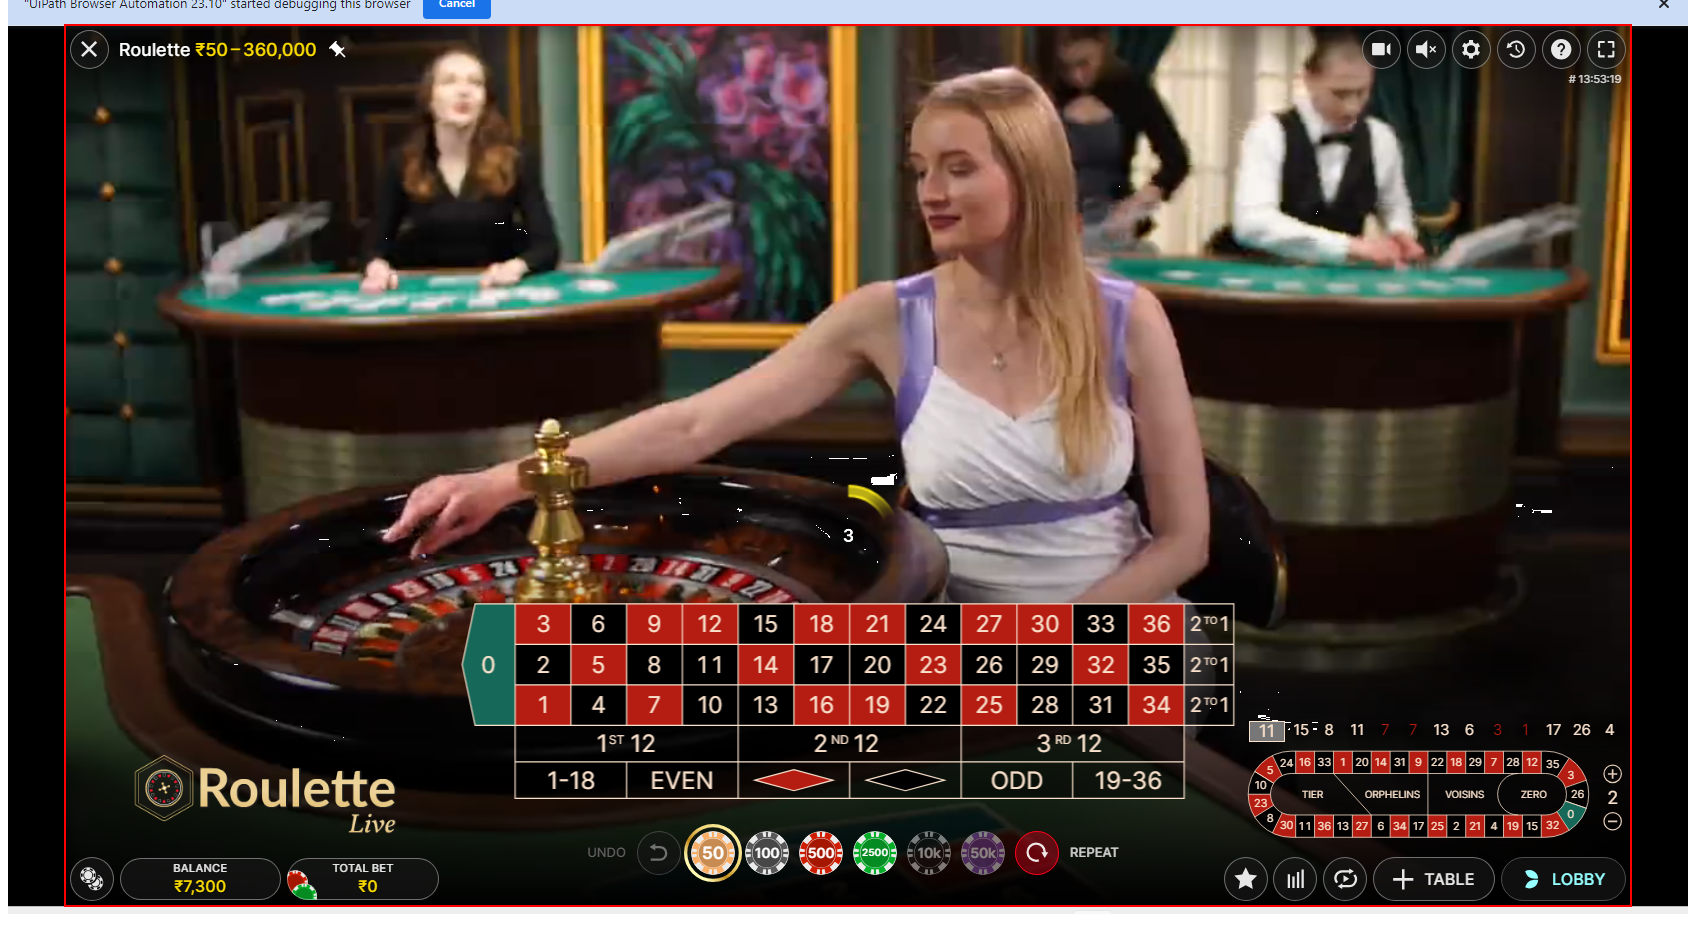 "UiPath Browser Automation 23.10" started debugging this browser
Cancel
Roulette ₹50–360,000
# 13:53:19
3
3 6 9 12 15 18 21 24 27 30 33 36 2 TO 1
0 2 5 8 11 14 17 20 23 26 29 32 35 2 TO 1
1 4 7 10 13 16 19 22 25 28 31 34 2 TO 1
1ST 12 2ND 12 3RD 12
1-18 EVEN ODD 19-36
11 15 8 11 7 7 13 6 3 1 17 26 4
5 24 16 33 1 20 14 31 9 22 18 29 7 28 12 35 3
10 TIER ORPHELINS VOISINS ZERO 26
23 0
8 30 11 36 13 27 6 34 17 25 2 21 4 19 15 32
2
Roulette
Live
UNDO 50 100 500 2500 10k 50k REPEAT
BALANCE
₹7,300
TOTAL BET
₹0
TABLE
LOBBY